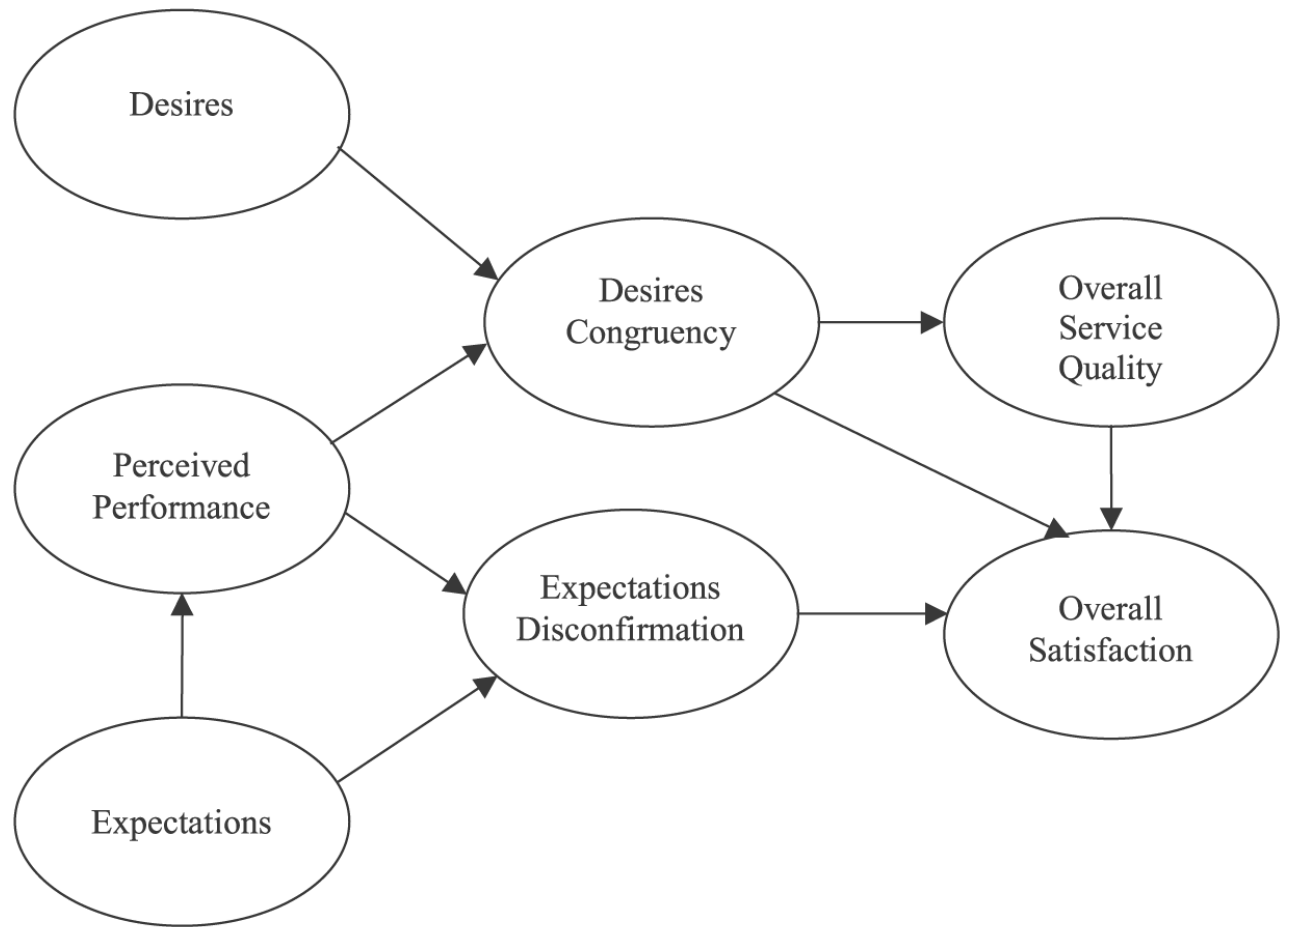 Desires
Desires
Congruency
Overall
Service
Quality
Perceived
Performance
Expectations
Disconfirmation
Overall
Satisfaction
Expectations